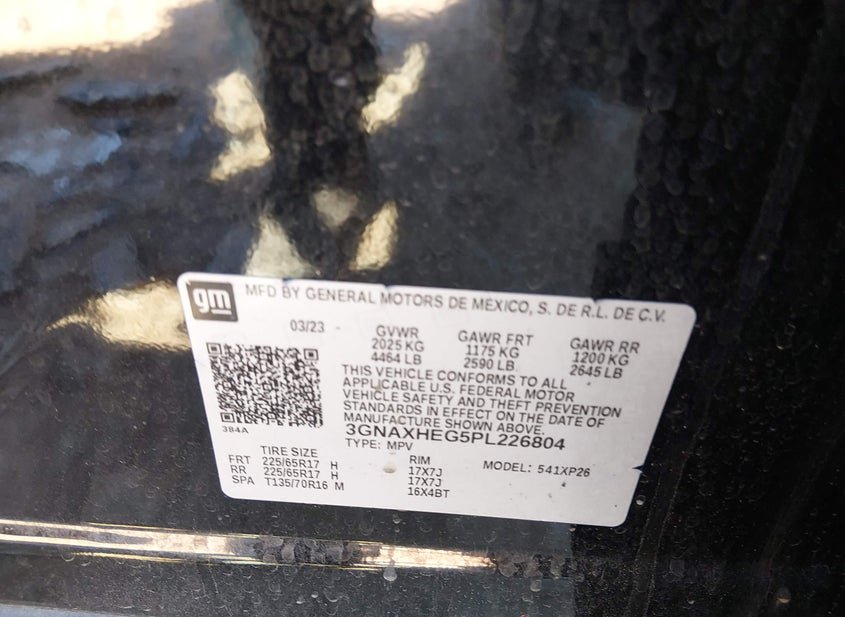 gm MFD BY GENERAL MOTORS DE MEXICO, S. DE R.L. DE C.V.
03/23 GVWR GAWR FRT GAWR RR
2025 KG 1175 KG 1200 KG
4464 LB 2590 LB 2645 LB
THIS VEHICLE CONFORMS TO ALL
APPLICABLE U.S. FEDERAL MOTOR
VEHICLE SAFETY AND THEFT PREVENTION
STANDARDS IN EFFECT ON THE DATE OF
MANUFACTURE SHOWN ABOVE.
384A
3GNAXHEG5PL226804
TYPE: MPV
TIRE SIZE RIM MODEL: 541XP26
FRT 225/65R17 H 17X7J
RR 225/65R17 H 17X7J
SPA T135/70R16 M 16X4BT